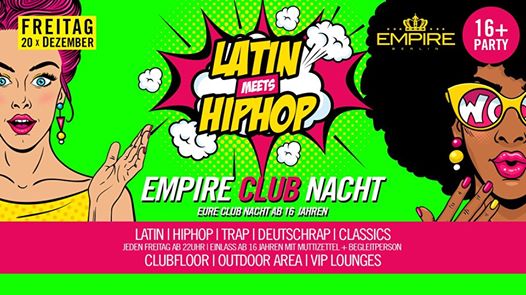 FREITAG
20 x DEZEMBER
LATIN
MEETS
HIPHOP
EMPIRE
BERLIN
16+
PARTY
WO
EMPIRE CLUB NACHT
EURE CLUB NACHT AB 16 JAHREN
LATIN | HIPHOP | TRAP | DEUTSCHRAP | CLASSICS
JEDEN FREITAG AB 22UHR | EINLASS AB 16 JAHREN MIT MUTTIZETTEL + BEGLEITPERSON
CLUBFLOOR | OUTDOOR AREA | VIP LOUNGES